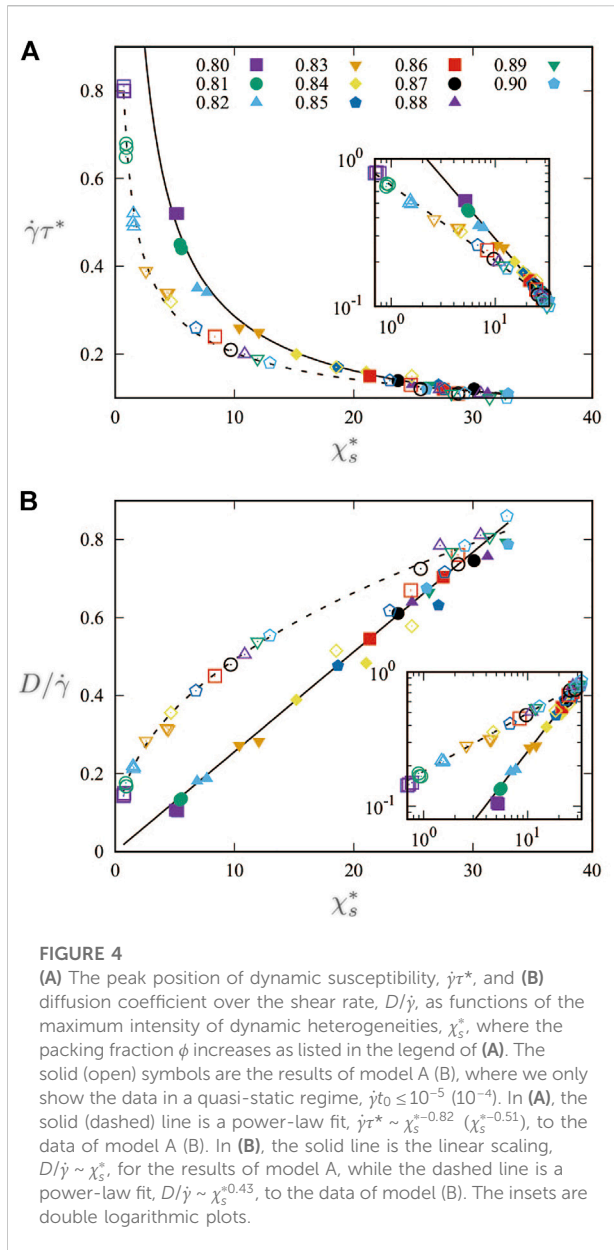 A
0.80 0.83 0.86 0.89
0.81 0.84 0.87 0.90
0.82 0.85 0.88
0.8
0.6
0.4
0.2
γ̇τ*
10⁰
10⁻¹
10⁰ 10¹
0 10 20 30 40
χₛ*
B
0.8
0.6
0.4
0.2
0
D/γ̇
10⁰
10⁻¹
10⁰ 10¹
0 10 20 30 40
χₛ*
FIGURE 4
(A) The peak position of dynamic susceptibility, γ̇τ*, and (B)
diffusion coefficient over the shear rate, D/γ̇, as functions of the
maximum intensity of dynamic heterogeneities, χₛ*, where the
packing fraction ϕ increases as listed in the legend of (A). The
solid (open) symbols are the results of model A (B), where we only
show the data in a quasi-static regime, γ̇t₀ ≤ 10⁻⁵ (10⁻⁴). In (A), the
solid (dashed) line is a power-law fit, γ̇τ* ~ χₛ*⁻⁰·⁸² (χₛ*⁻⁰·⁵¹), to the
data of model A (B). In (B), the solid line is the linear scaling,
D/γ̇ ~ χₛ*, for the results of model A, while the dashed line is a
power-law fit, D/γ̇ ~ χₛ*⁰·⁴³, to the data of model (B). The insets are
double logarithmic plots.